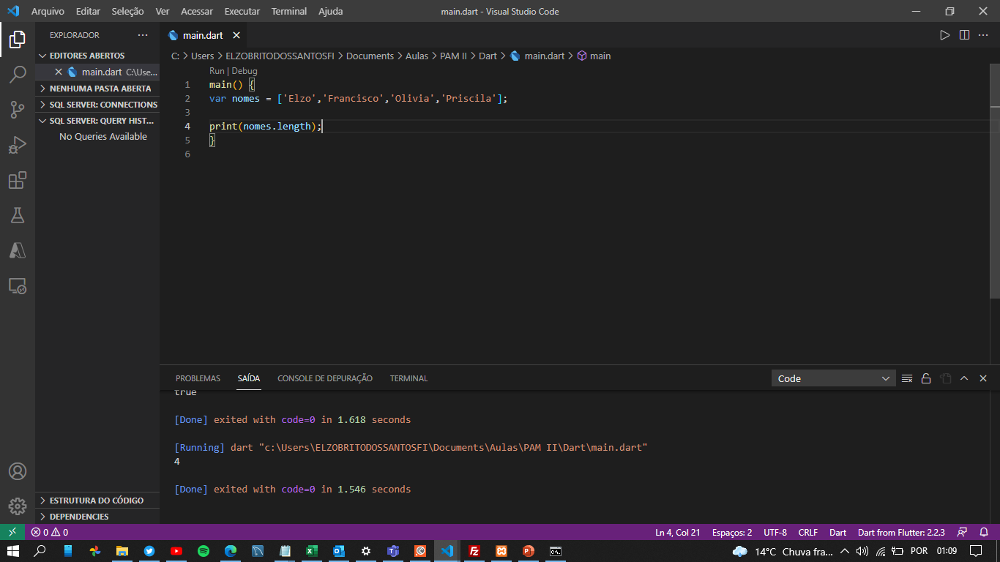 Arquivo Editar Seleção Ver Acessar Executar Terminal Ajuda main.dart - Visual Studio Code
EXPLORADOR
EDITORES ABERTOS
main.dart C:\Use...
NENHUMA PASTA ABERTA
SQL SERVER: CONNECTIONS
SQL SERVER: QUERY HIST...
No Queries Available
ESTRUTURA DO CÓDIGO
DEPENDENCIES
main.dart
C: > Users > ELZOBRITODOSSANTOSFI > Documents > Aulas > PAM II > Dart > main.dart > main
Run | Debug
1 main() {
2 var nomes = ['Elzo','Francisco','Olivia','Priscila'];
3
4 print(nomes.length);
5 }
6
PROBLEMAS SAÍDA CONSOLE DE DEPURAÇÃO TERMINAL Code
true
[Done] exited with code=0 in 1.618 seconds
[Running] dart "c:\Users\ELZOBRITODOSSANTOSFI\Documents\Aulas\PAM II\Dart\main.dart"
4
[Done] exited with code=0 in 1.546 seconds
0 0 Ln 4, Col 21 Espaços: 2 UTF-8 CRLF Dart Dart from Flutter: 2.2.3
14°C Chuva fra... POR 01:09